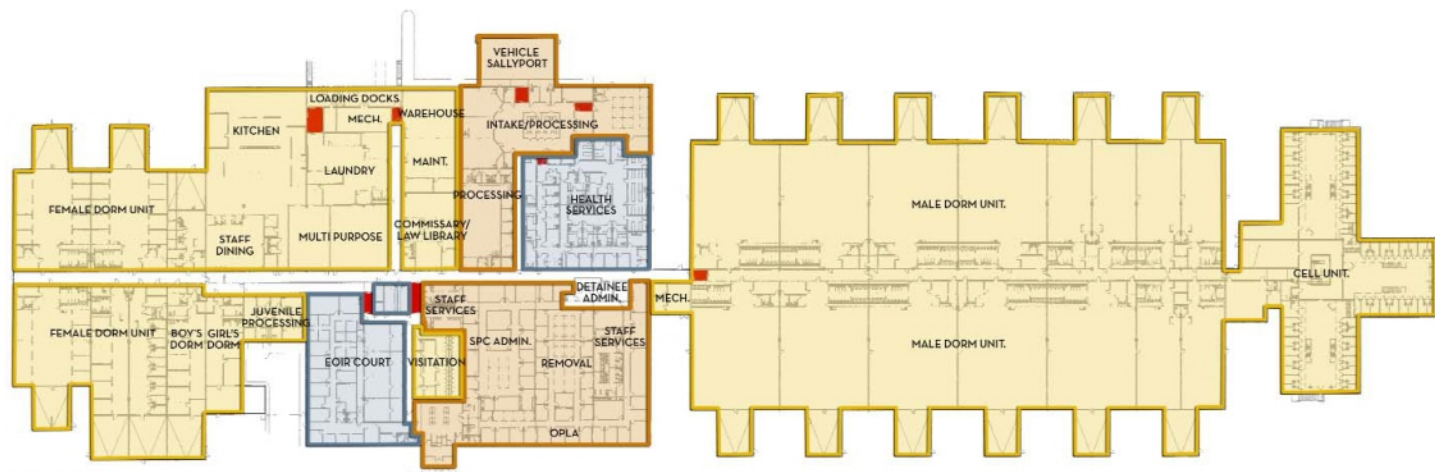 VEHICLE
SALLYPORT
LOADING DOCKS
MECH.
WAREHOUSE
KITCHEN
INTAKE/PROCESSING
LAUNDRY
MAINT.
PROCESSING
HEALTH
SERVICES
FEMALE DORM UNIT
STAFF
DINING
MULTI PURPOSE
COMMISSARY/
LAW LIBRARY
MALE DORM UNIT.
CELL UNIT.
DETAINEE
ADMIN.
MECH.
JUVENILE
PROCESSING
STAFF
SERVICES
FEMALE DORM UNIT
BOY'S
DORM
GIRL'S
DORM
EOIR COURT
VISITATION
SPC ADMIN.
REMOVAL
STAFF
SERVICES
MALE DORM UNIT.
OPLA